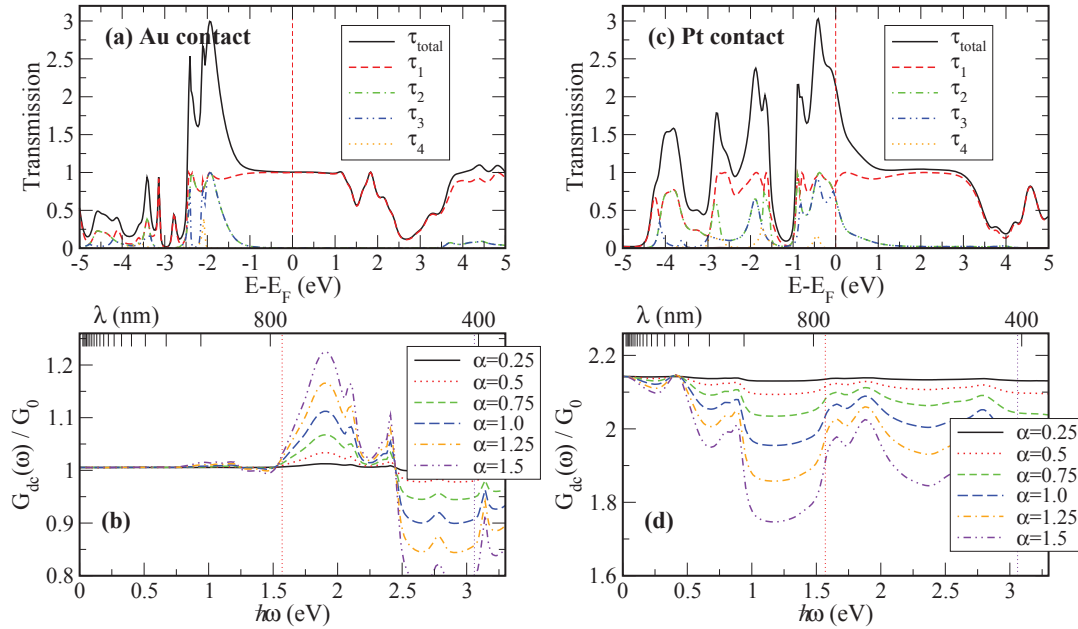 (a) Au contact
Transmission
3
2.5
2
1.5
1
0.5
0
τtotal
τ1
τ2
τ3
τ4
-5 -4 -3 -2 -1 0 1 2 3 4 5
E-EF (eV)
(c) Pt contact
Transmission
3
2.5
2
1.5
1
0.5
0
τtotal
τ1
τ2
τ3
τ4
-5 -4 -3 -2 -1 0 1 2 3 4 5
E-EF (eV)
λ (nm) 800 400
Gdc(ω) / G0
1.2
1.1
1
0.9
0.8
α=0.25
α=0.5
α=0.75
α=1.0
α=1.25
α=1.5
(b)
0 0.5 1 1.5 2 2.5 3
ħω (eV)
λ (nm) 800 400
Gdc(ω) / G0
2.2
2
1.8
1.6
α=0.25
α=0.5
α=0.75
α=1.0
α=1.25
α=1.5
(d)
0 0.5 1 1.5 2 2.5 3
ħω (eV)